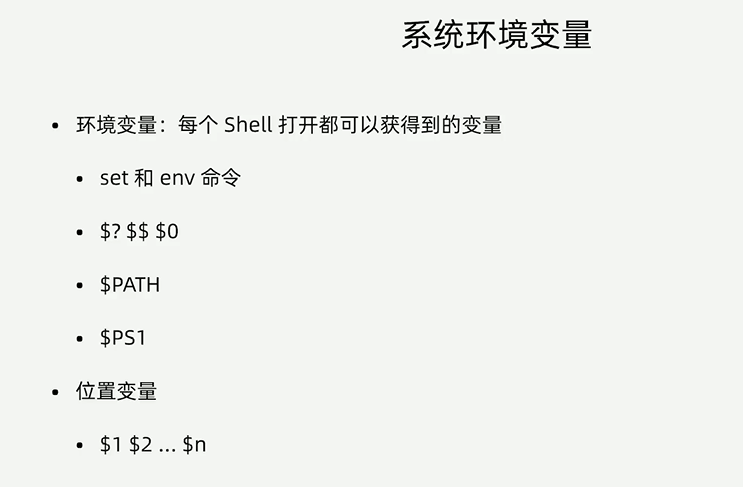 系统环境变量
• 环境变量：每个 Shell 打开都可以获得到的变量
• set 和 env 命令
• $? $$ $0
• $PATH
• $PS1
• 位置变量
• $1 $2 ... $n